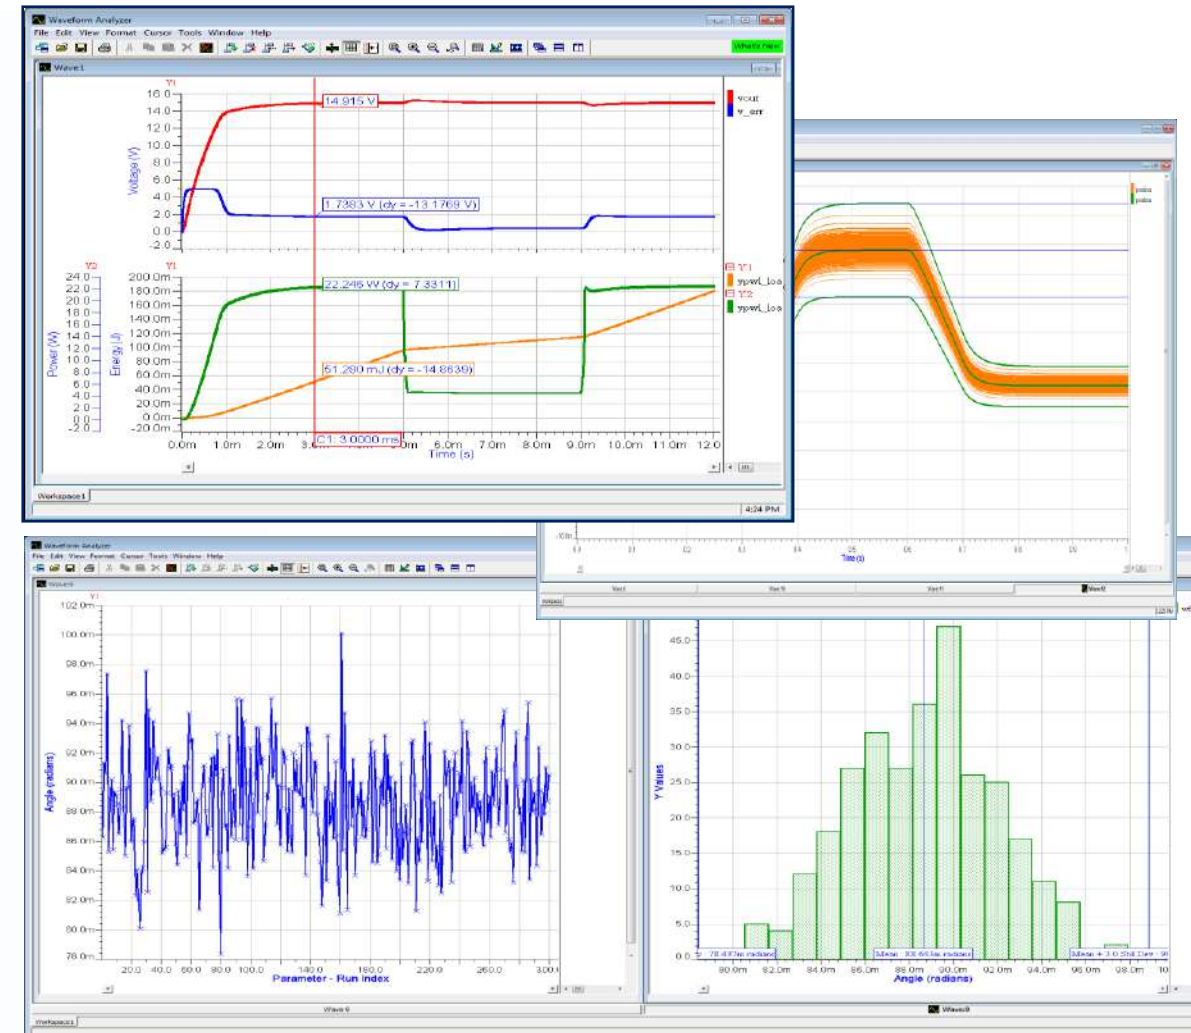 Waveform Analyzer
File Edit View Format Cursor Tools Window Help
What's New
Wave1
Y1
16.0
14.0
12.0
10.0
8.0
6.0
4.0
2.0
0.0
-2.0
Voltage (V)
14.915 V
1.7383 V (dy = -13.1769 V)
vout
v_err
Y2
Y1
24.0
22.0
20.0
18.0
16.0
14.0
12.0
10.0
8.0
6.0
4.0
2.0
0.0
-2.0
Power (W)
200.0m
180.0m
160.0m
140.0m
120.0m
100.0m
80.0m
60.0m
40.0m
20.0m
0.0m
-20.0m
Energy (J)
22.246 W (dy = 7.3311)
51.280 mJ (dy = -14.8639)
Y1
ypwl_loa
Y2
ypwl_loa
0.0m 1.0m 2.0m C1: 3.0000 ms 6.0m 7.0m 8.0m 9.0m 10.0m 11.0m 12.0
Time (s)
Workspace1
4:24 PM
Time (s)
Waveform Analyzer
File Edit View Format Cursor Tools Window Help
Y1
102.0m
100.0m
98.0m
96.0m
94.0m
92.0m
90.0m
88.0m
86.0m
84.0m
82.0m
80.0m
78.0m
Angle (radians)
20.0 60.0 100.0 140.0 180.0 220.0 260.0 300.
40.0 80.0 120.0 160.0 200.0 240.0 280.0
Parameter - Run Index
Workspace1
45.0
40.0
35.0
30.0
25.0
20.0
15.0
10.0
5.0
0.0
Y Values
80.0m 82.0m 84.0m 86.0m 88.0m 90.0m 92.0m 94.0m 96.0m 98.0m 10
Angle (radians)